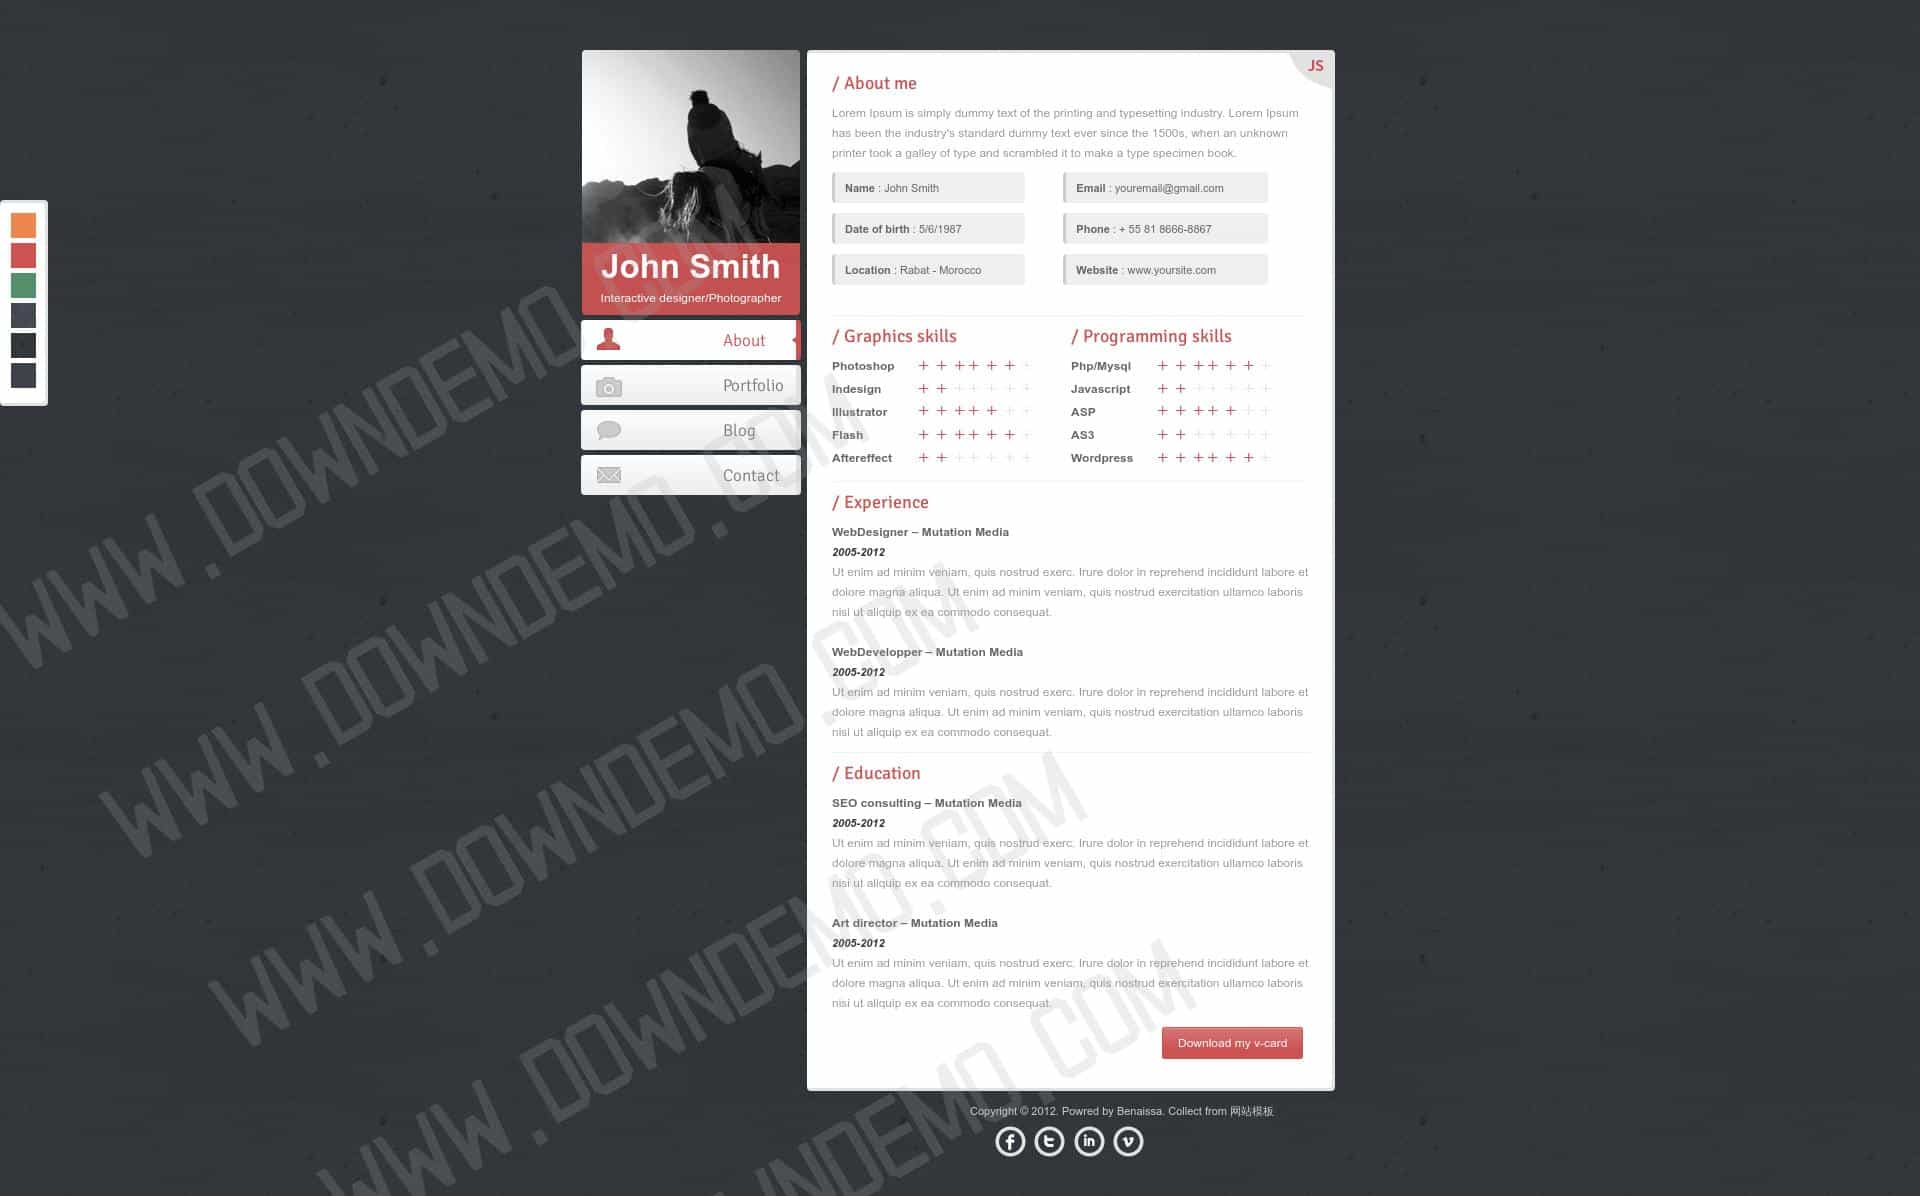 John Smith
Interactive designer/Photographer
About
Portfolio
Blog
Contact
JS
/ About me
Lorem Ipsum is simply dummy text of the printing and typesetting industry. Lorem Ipsum
has been the industry's standard dummy text ever since the 1500s, when an unknown
printer took a galley of type and scrambled it to make a type specimen book.
Name : John Smith
Email : youremail@gmail.com
Date of birth : 5/6/1987
Phone : + 55 81 8666-8867
Location : Rabat - Morocco
Website : www.yoursite.com
/ Graphics skills
Photoshop
Indesign
Illustrator
Flash
Aftereffect
/ Programming skills
Php/Mysql
Javascript
ASP
AS3
Wordpress
/ Experience
WebDesigner – Mutation Media
2005-2012
Ut enim ad minim veniam, quis nostrud exerc. Irure dolor in reprehend incididunt labore et
dolore magna aliqua. Ut enim ad minim veniam, quis nostrud exercitation ullamco laboris
nisi ut aliquip ex ea commodo consequat.
WebDevelopper – Mutation Media
2005-2012
Ut enim ad minim veniam, quis nostrud exerc. Irure dolor in reprehend incididunt labore et
dolore magna aliqua. Ut enim ad minim veniam, quis nostrud exercitation ullamco laboris
nisi ut aliquip ex ea commodo consequat.
/ Education
SEO consulting – Mutation Media
2005-2012
Ut enim ad minim veniam, quis nostrud exerc. Irure dolor in reprehend incididunt labore et
dolore magna aliqua. Ut enim ad minim veniam, quis nostrud exercitation ullamco laboris
nisi ut aliquip ex ea commodo consequat.
Art director – Mutation Media
2005-2012
Ut enim ad minim veniam, quis nostrud exerc. Irure dolor in reprehend incididunt labore et
dolore magna aliqua. Ut enim ad minim veniam, quis nostrud exercitation ullamco laboris
nisi ut aliquip ex ea commodo consequat.
Download my v-card
Copyright © 2012. Powred by Benaissa. Collect from 网站模板
WWW.DOWNDEMO.COM
WWW.DOWNDEMO.COM
WWW.DOWNDEMO.COM
WWW.DOWNDEMO.COM
WWW.DOWNDEMO.COM
NDEMO.COM